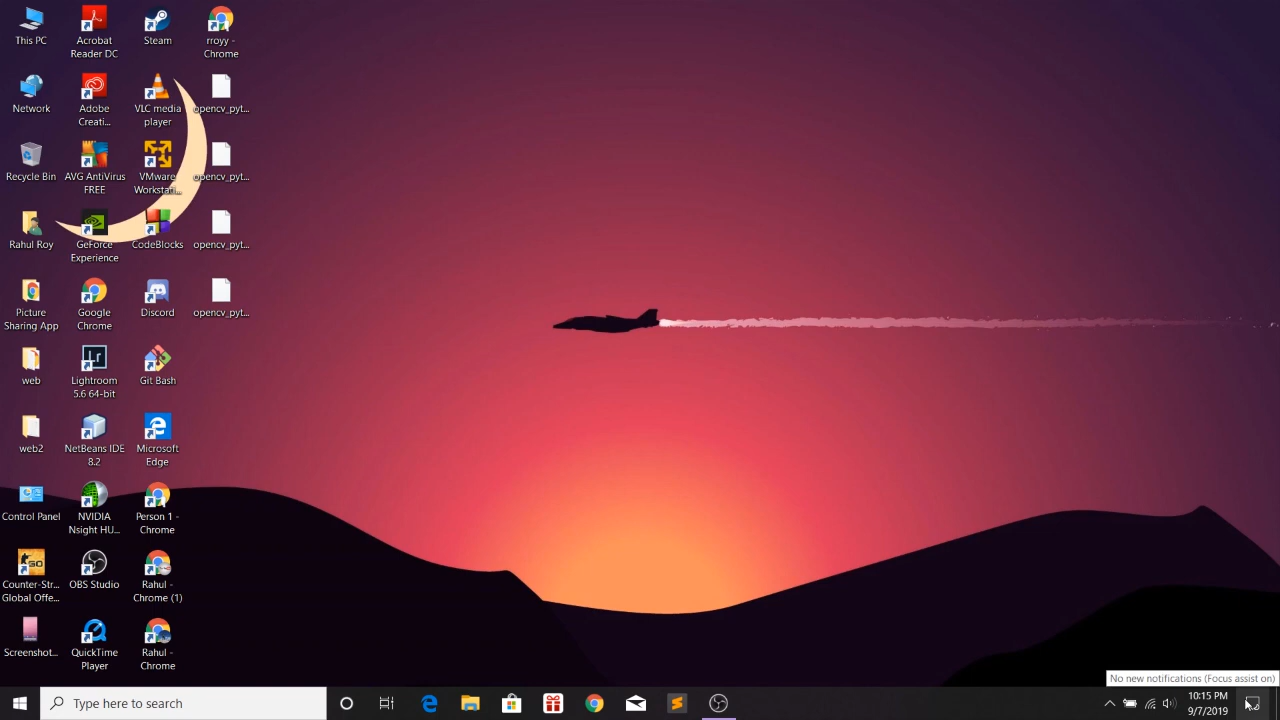 This PC
Acrobat
Reader DC
Steam
rroyy -
Chrome
Network
Adobe
Creati...
VLC media
player
opencv_pyt...
Recycle Bin
AVG AntiVirus
FREE
VMware
Workstati...
opencv_pyt...
Rahul Roy
GeForce
Experience
CodeBlocks
opencv_pyt...
Picture
Sharing App
Google
Chrome
Discord
opencv_pyt...
web
Lightroom
5.6 64-bit
Git Bash
web2
NetBeans IDE
8.2
Microsoft
Edge
Control Panel
NVIDIA
Nsight HU...
Person 1 -
Chrome
Counter-Str...
Global Offe...
OBS Studio
Rahul -
Chrome (1)
Screenshot...
QuickTime
Player
Rahul -
Chrome
No new notifications (Focus assist on)
Type here to search
10:15 PM
9/7/2019